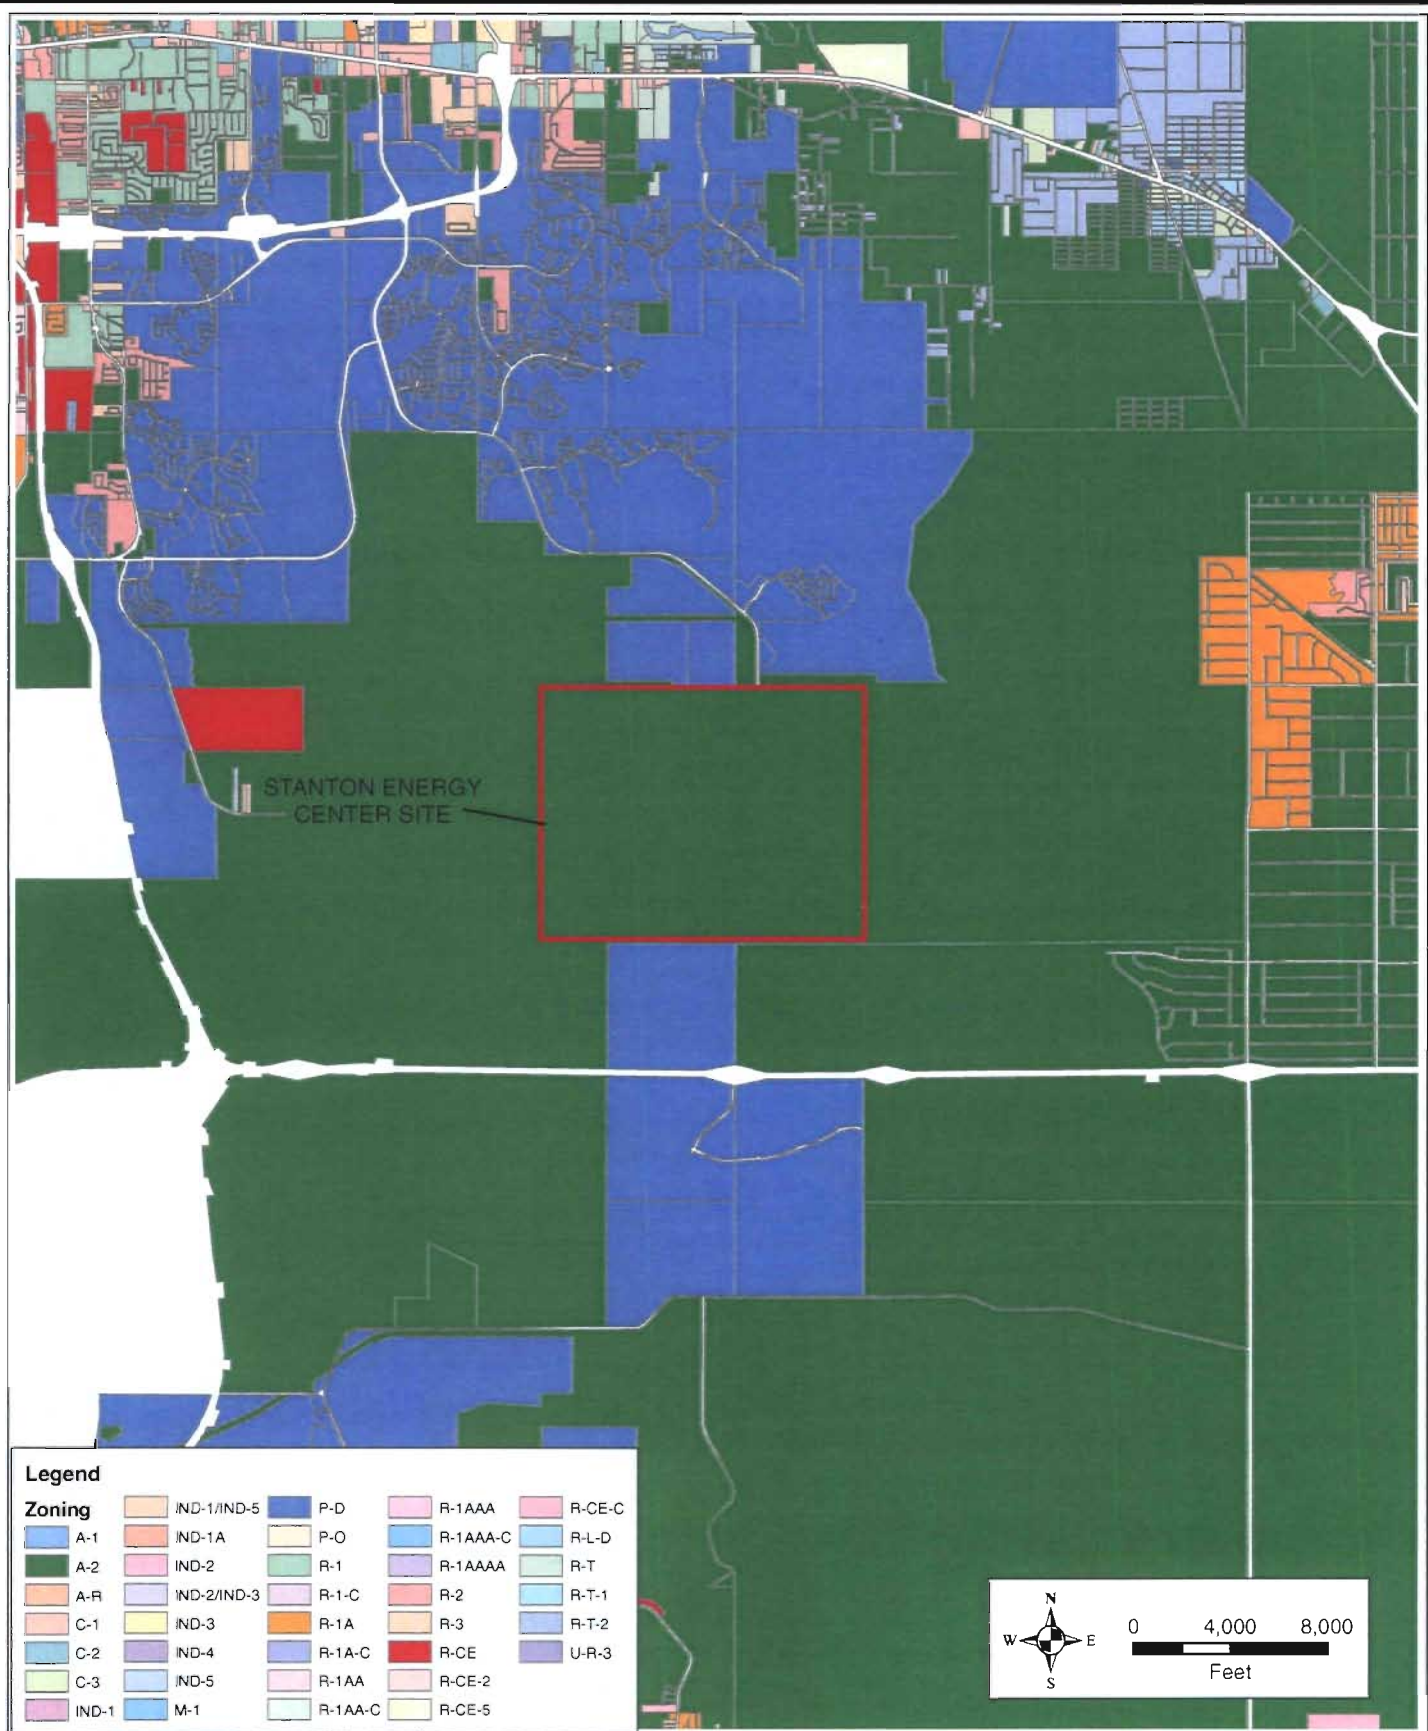 STANTON ENERGY
CENTER SITE
Legend
Zoning
A-1
A-2
A-R
C-1
C-2
C-3
IND-1
IND-1/IND-5
IND-1A
IND-2
IND-2/IND-3
IND-3
IND-4
IND-5
M-1
P-D
P-O
R-1
R-1-C
R-1A
R-1A-C
R-1AA
R-1AA-C
R-1AAA
R-1AAA-C
R-1AAAA
R-2
R-3
R-CE
R-CE-2
R-CE-5
R-CE-C
R-L-D
R-T
R-T-1
R-T-2
U-R-3
N
W E
S
0 4,000 8,000
Feet